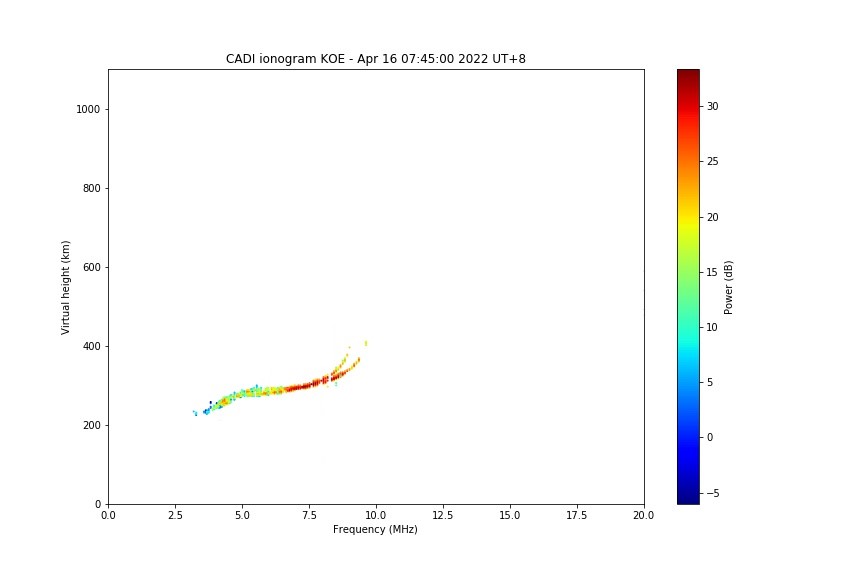 CADI ionogram KOE - Apr 16 07:45:00 2022 UT+8
1000
800
600
400
200
0
Virtual height (km)
0.0 2.5 5.0 7.5 10.0 12.5 15.0 17.5 20.0
Frequency (MHz)
30
25
20
15
10
5
0
−5
Power (dB)